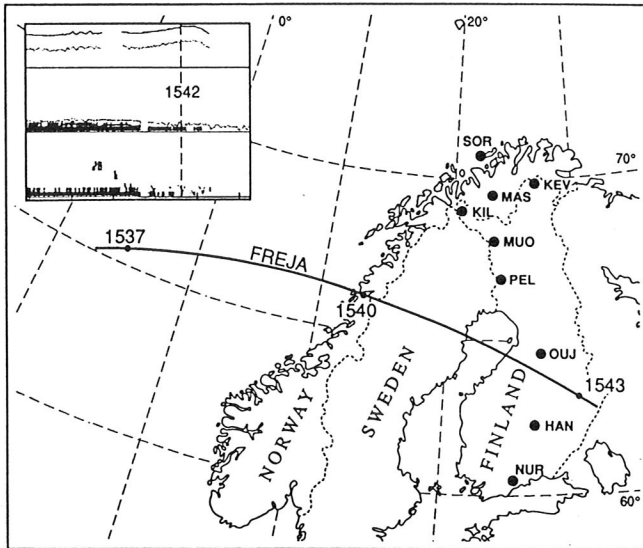 0°
20°
1542
SOR
70°
KEV
MAS
KIL
1537
MUO
FREJA
PEL
1540
OUJ
1543
NORWAY
SWEDEN
FINLAND
HAN
NUR
60°